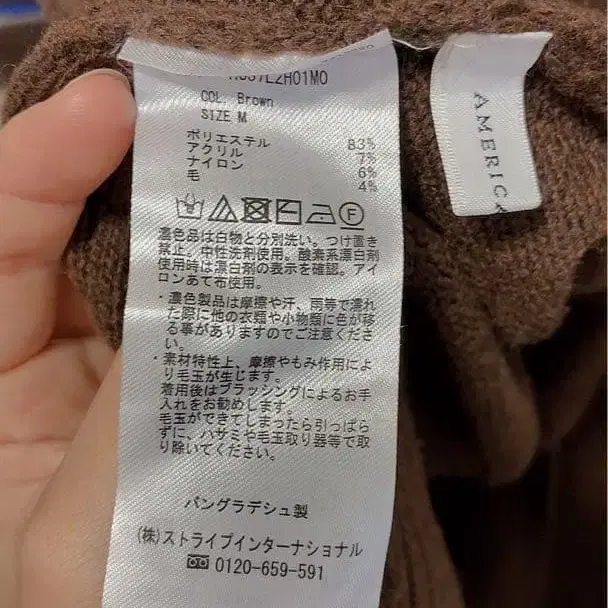 COL. Brown
SIZE M
ポリエステル 83%
アクリル 7%
ナイロン 6%
毛 4%
濃色品は白物と分別洗い。つけ置き
禁止。中性洗剤使用。酸素系漂白剤
使用時は漂白剤の表示を確認。アイ
ロンあて布使用。
・濃色製品は摩擦や汗、雨等で濡れ
た際に他の衣類や小物類に色が移
る事がありますのでご注意くださ
い。
・素材特性上、摩擦やもみ作用によ
り毛玉が生じます。
着用後はブラッシングによるお手
入れをお勧めします。
毛玉ができてしまったら引っぱら
ずに、ハサミや毛玉取り器等で取
り除いてください。
バングラデシュ製
(株)ストライプインターナショナル
0120-659-591
AMERICA